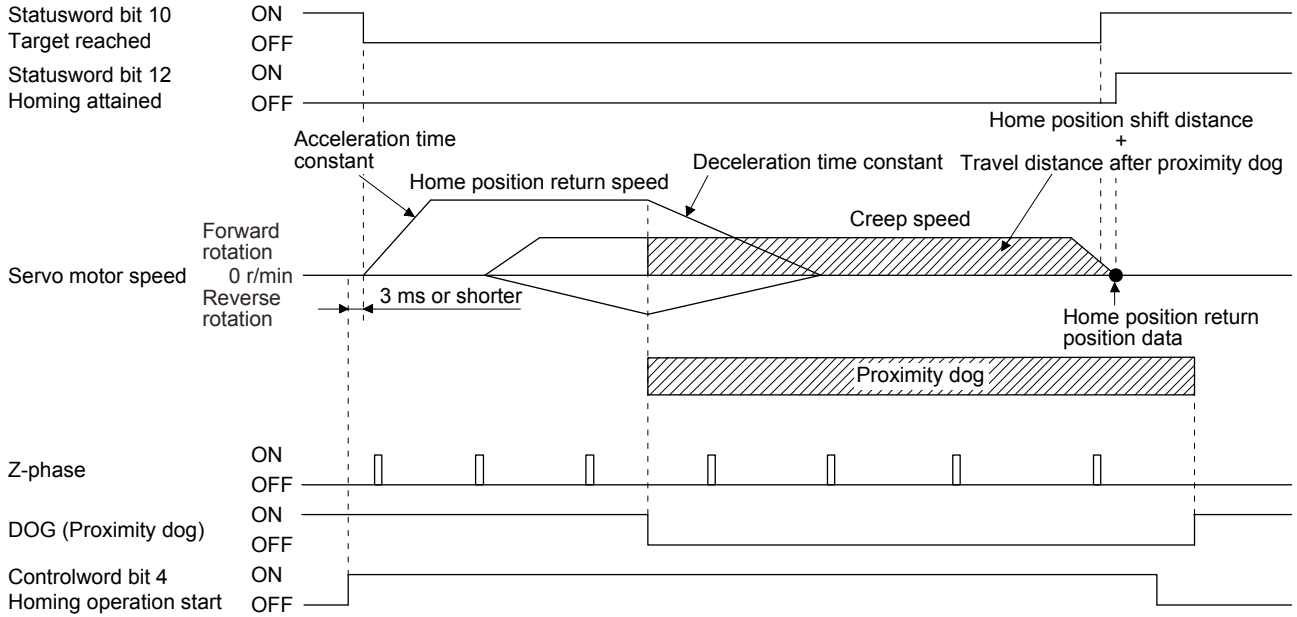 Statusword bit 10
Target reached
ON
OFF
Statusword bit 12
Homing attained
ON
OFF
Home position shift distance
+
Travel distance after proximity dog
Acceleration time
constant
Deceleration time constant
Home position return speed
Creep speed
Forward
rotation
Servo motor speed
0 r/min
Reverse
rotation
3 ms or shorter
Home position return
position data
Proximity dog
Z-phase
ON
OFF
DOG (Proximity dog)
ON
OFF
Controlword bit 4
Homing operation start
ON
OFF